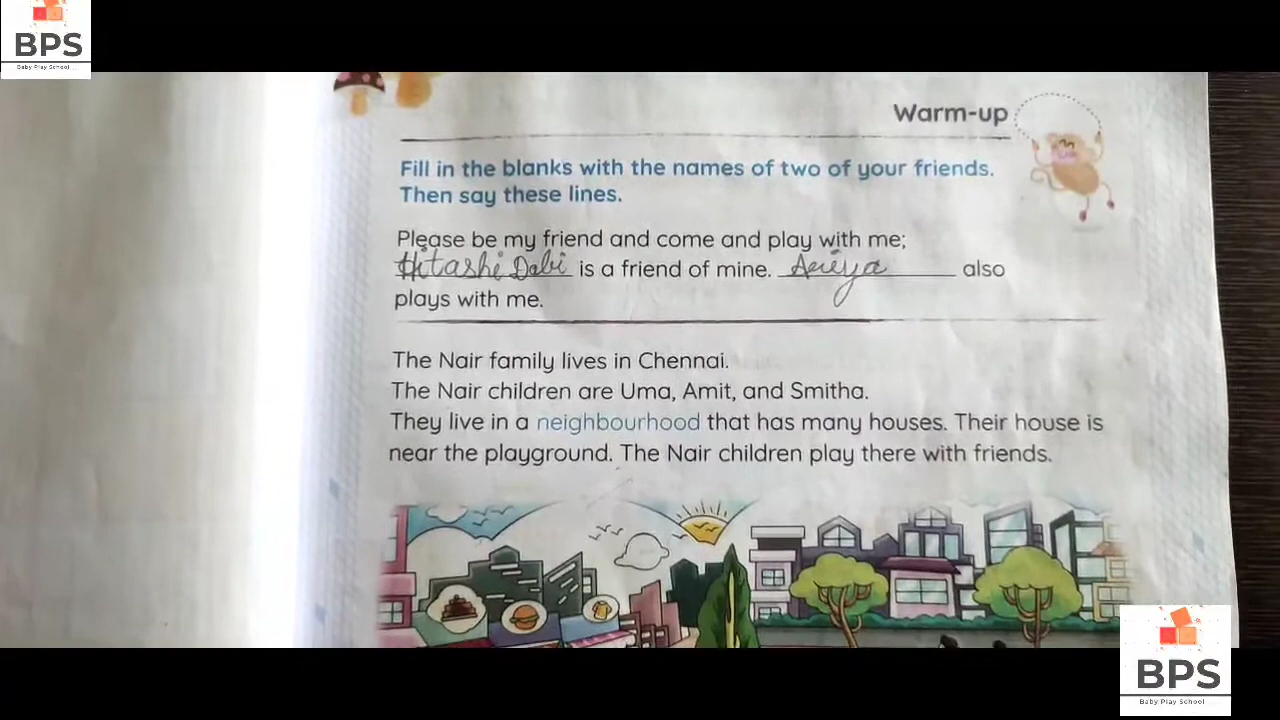 BPS
Baby Play School
Warm-up
Fill in the blanks with the names of two of your friends.
Then say these lines.
Please be my friend and come and play with me;
Hitashi Dabi is a friend of mine. also
plays with me.
The Nair family lives in Chennai.
The Nair children are Uma, Amit, and Smitha.
They live in a neighbourhood that has many houses. Their house is
near the playground. The Nair children play there with friends.
BPS
Baby Play School